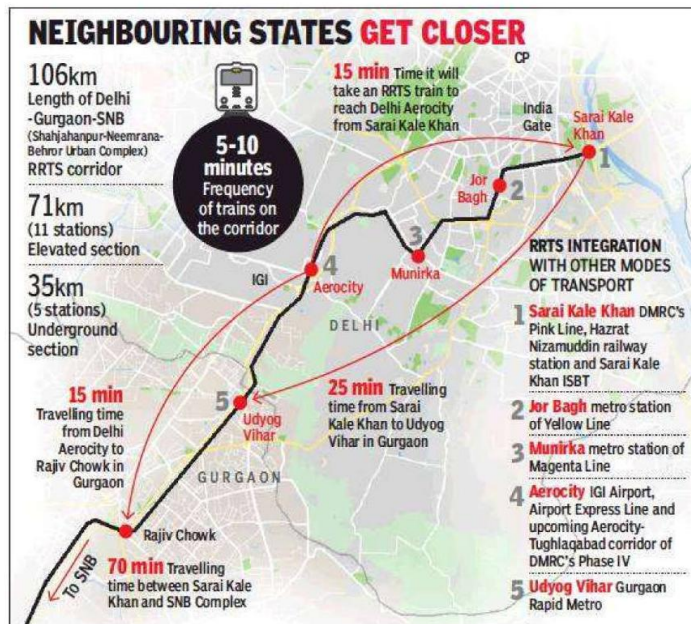 NEIGHBOURING STATES GET CLOSER
106km
Length of Delhi
-Gurgaon-SNB
(Shahjahanpur-Neemrana-
Behror Urban Complex)
RRTS corridor
71km
(11 stations)
Elevated section
35km
(5 stations)
Underground
section
5-10
minutes
Frequency
of trains on
the corridor
15 min Time it will
take an RRTS train to
reach Delhi Aerocity
from Sarai Kale Khan
CP
India
Gate
Sarai Kale
Khan
1
Jor
Bagh
2
3
Munirka
IGI
4
Aerocity
DELHI
15 min
Travelling time
from Delhi
Aerocity to
Rajiv Chowk in
Gurgaon
5
Udyog
Vihar
25 min Travelling
time from Sarai
Kale Khan to Udyog
Vihar in Gurgaon
GURGAON
Rajiv Chowk
To SNB
70 min Travelling
time between Sarai Kale
Khan and SNB Complex
RRTS INTEGRATION
WITH OTHER MODES
OF TRANSPORT
1 Sarai Kale Khan DMRC's
Pink Line, Hazrat
Nizamuddin railway
station and Sarai Kale
Khan ISBT
2 Jor Bagh metro station
of Yellow Line
3 Munirka metro station of
Magenta Line
4 Aerocity IGI Airport,
Airport Express Line and
upcoming Aerocity-
Tughlaqabad corridor of
DMRC's Phase IV
5 Udyog Vihar Gurgaon
Rapid Metro